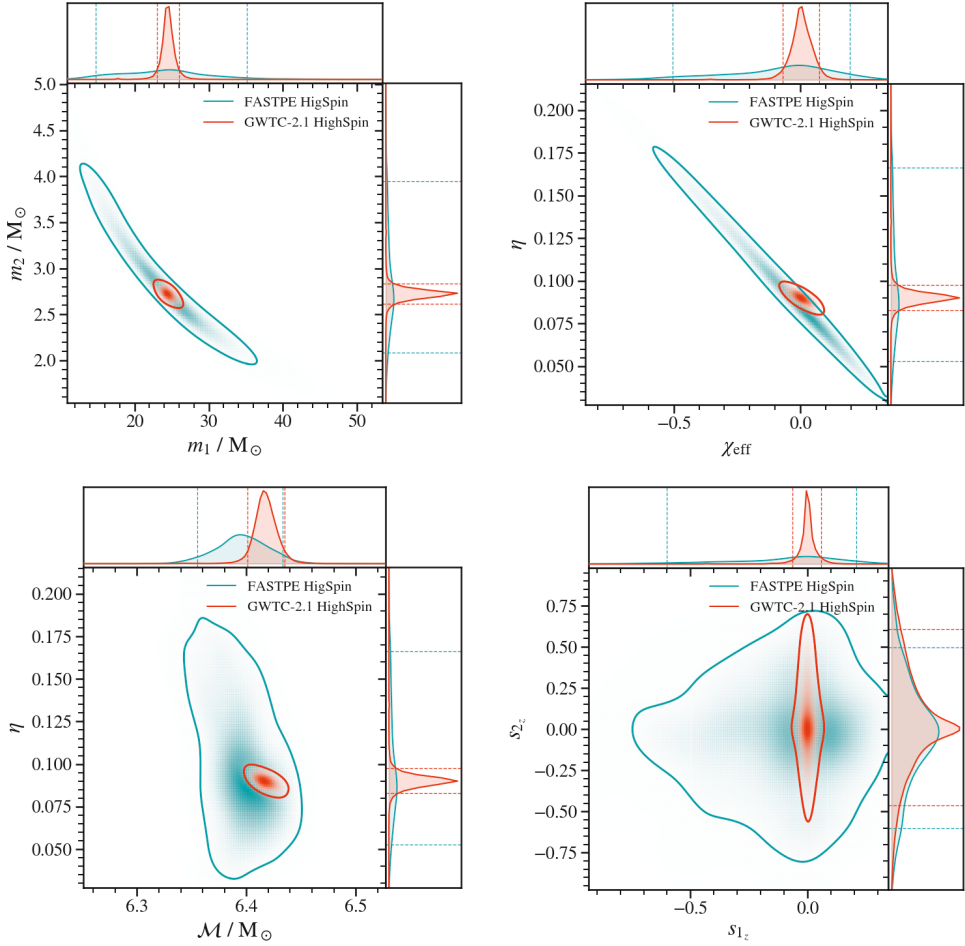 FASTPE HigSpin
GWTC-2.1 HighSpin
5.0
4.5
4.0
3.5
3.0
2.5
2.0
m₂ / M⊙
20
30
40
50
m₁ / M⊙
FASTPE HigSpin
GWTC-2.1 HighSpin
0.200
0.175
0.150
0.125
0.100
0.075
0.050
η
−0.5
0.0
χeff
FASTPE HigSpin
GWTC-2.1 HighSpin
0.200
0.175
0.150
0.125
0.100
0.075
0.050
η
6.3
6.4
6.5
ℳ / M⊙
FASTPE HigSpin
GWTC-2.1 HighSpin
0.75
0.50
0.25
0.00
−0.25
−0.50
−0.75
s₂z
−0.5
0.0
s₁z